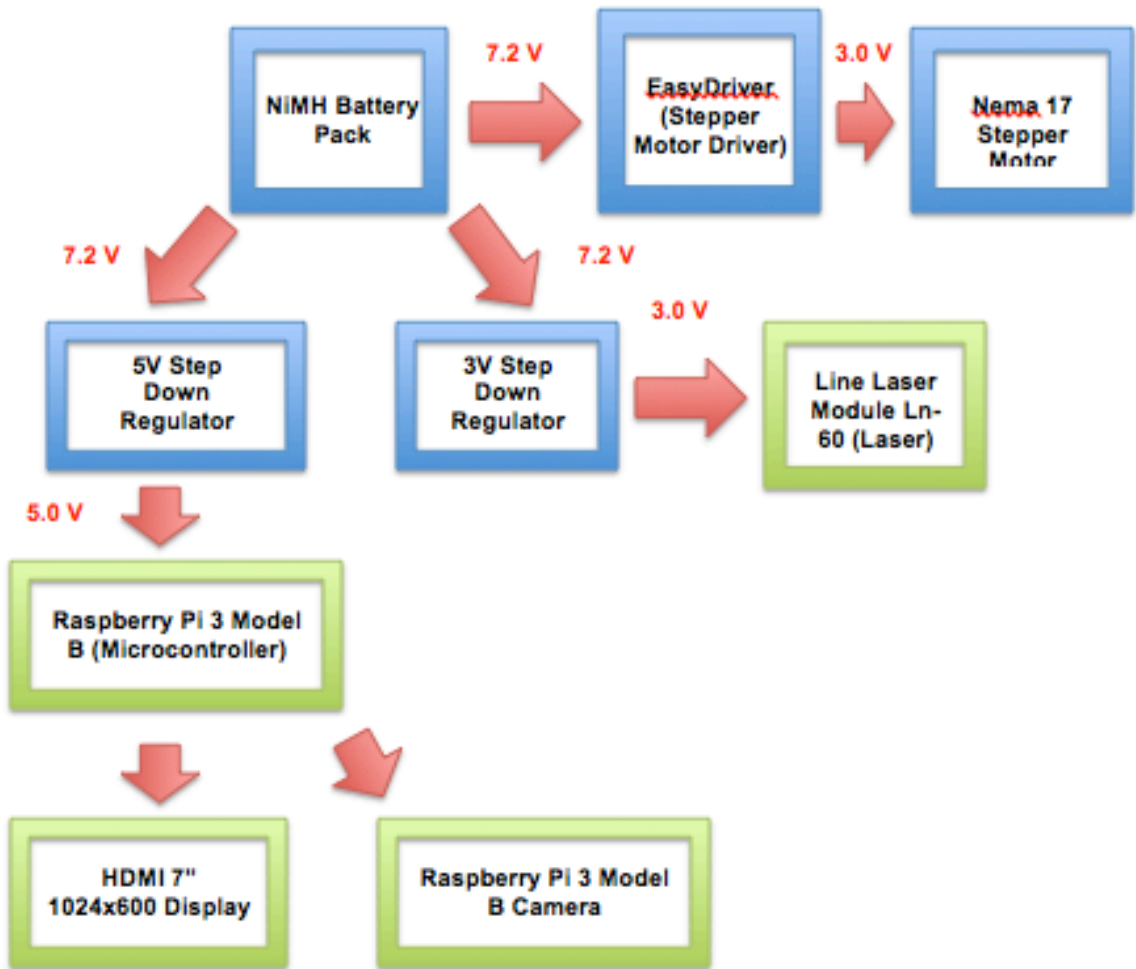 7.2 V
3.0 V
NiMH Battery
Pack
EasyDriver
(Stepper
Motor Driver)
Nema 17
Stepper
Motor
7.2 V
7.2 V
3.0 V
5V Step
Down
Regulator
3V Step
Down
Regulator
Line Laser
Module Ln-
60 (Laser)
5.0 V
Raspberry Pi 3 Model
B (Microcontroller)
HDMI 7"
1024x600 Display
Raspberry Pi 3 Model
B Camera